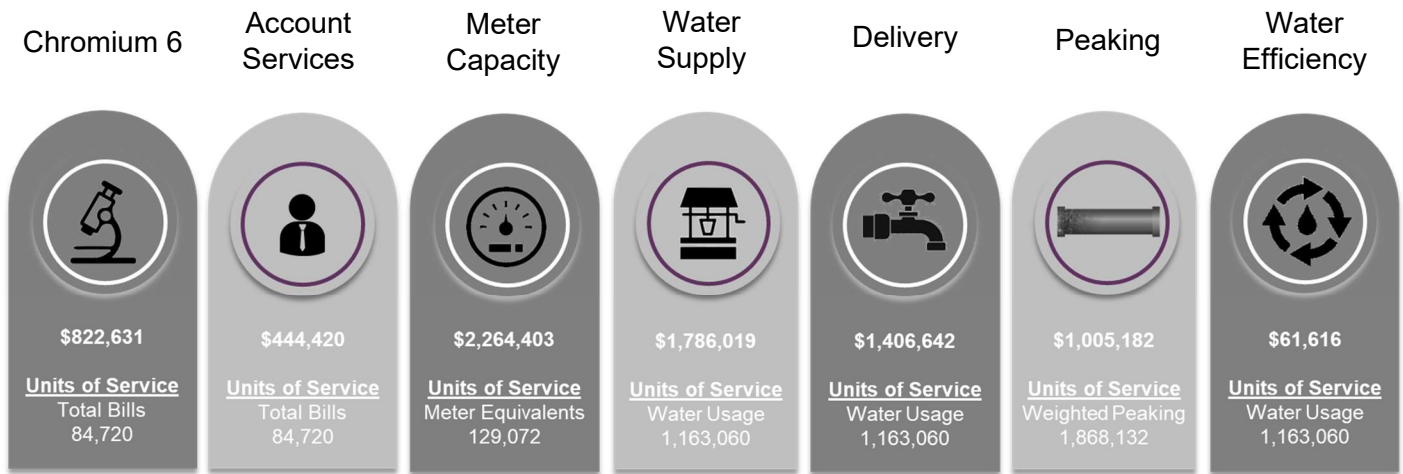 Chromium 6
Account
Services
Meter
Capacity
Water
Supply
Delivery
Peaking
Water
Efficiency
$822,631
Units of Service
Total Bills
84,720
$444,420
Units of Service
Total Bills
84,720
$2,264,403
Units of Service
Meter Equivalents
129,072
$1,786,019
Units of Service
Water Usage
1,163,060
$1,406,642
Units of Service
Water Usage
1,163,060
$1,005,182
Units of Service
Weighted Peaking
1,868,132
$61,616
Units of Service
Water Usage
1,163,060